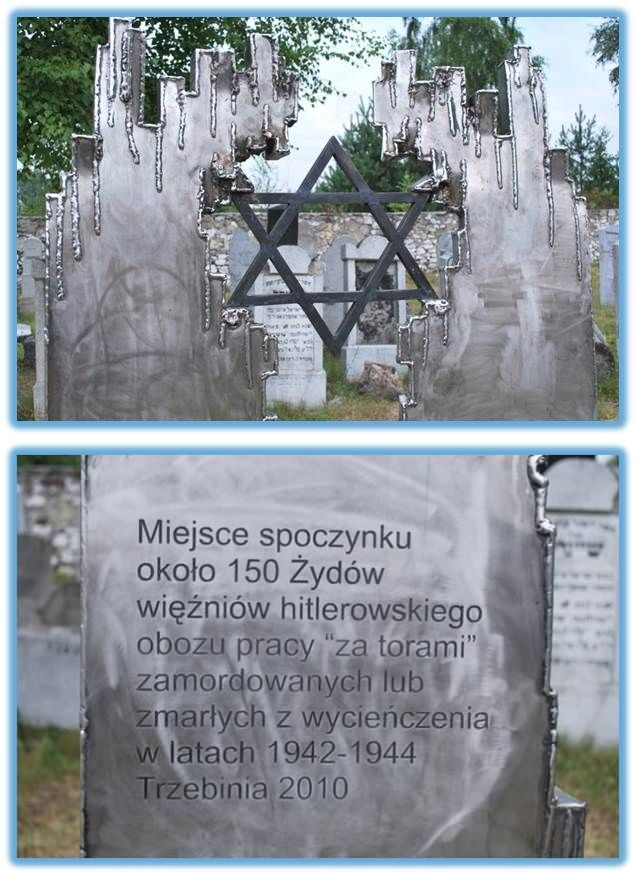 Miejsce spoczynku
około 150 Żydów
więźniów hitlerowskiego
obozu pracy “za torami”
zamordowanych lub
zmarłych z wycieńczenia
w latach 1942-1944
Trzebinia 2010